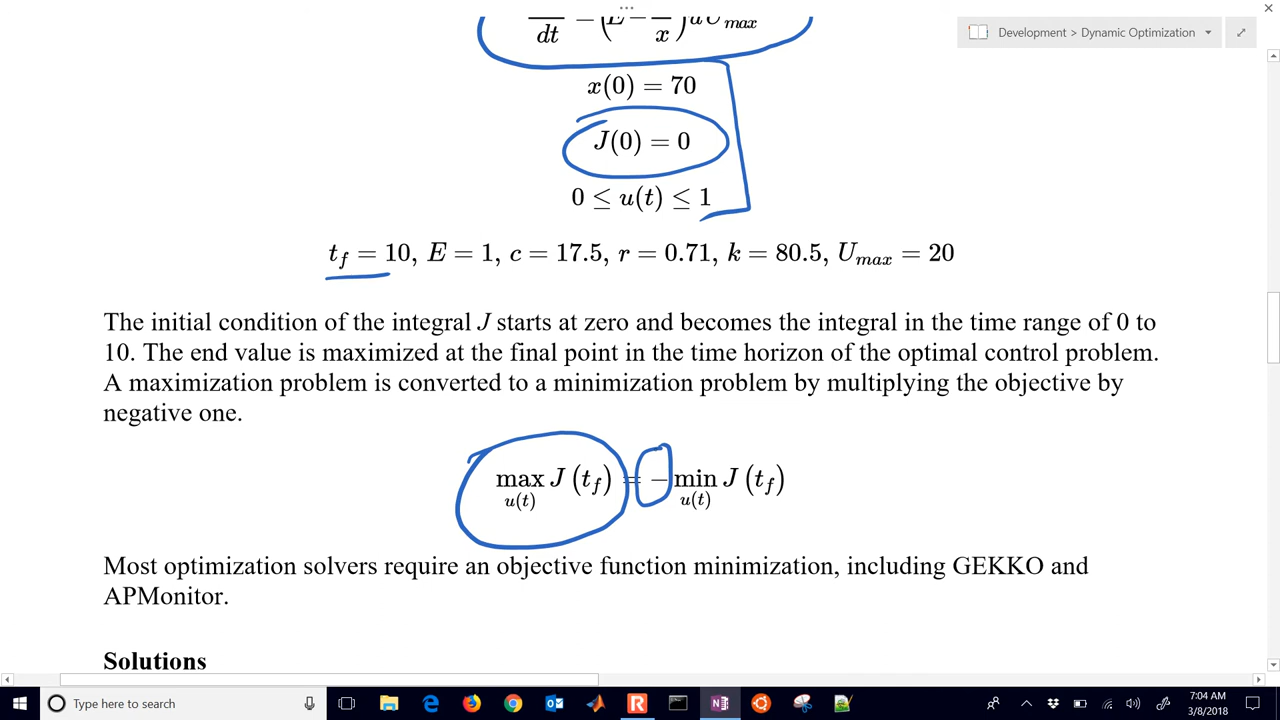 Development > Dynamic Optimization
dt = (E − c/x) u U_max
x(0) = 70
J(0) = 0
0 ≤ u(t) ≤ 1
t_f = 10, E = 1, c = 17.5, r = 0.71, k = 80.5, U_max = 20
The initial condition of the integral J starts at zero and becomes the integral in the time range of 0 to
10. The end value is maximized at the final point in the time horizon of the optimal control problem.
A maximization problem is converted to a minimization problem by multiplying the objective by
negative one.
max J (t_f) = − min J (t_f)
u(t) u(t)
Most optimization solvers require an objective function minimization, including GEKKO and
APMonitor.
Solutions
Type here to search
7:04 AM
3/8/2018